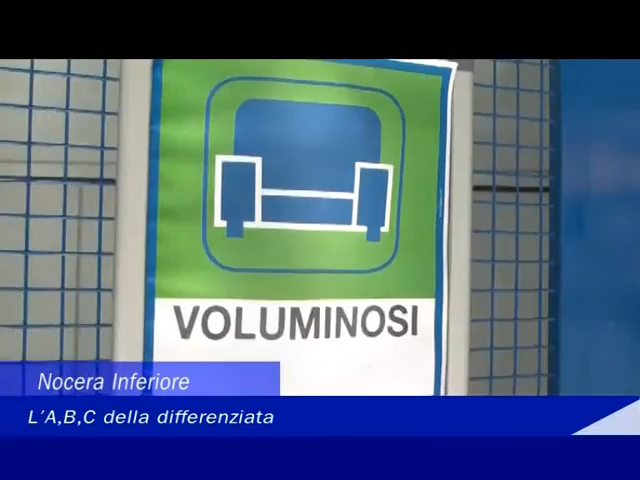 VOLUMINOSI
Nocera Inferiore
L'A,B,C della differenziata